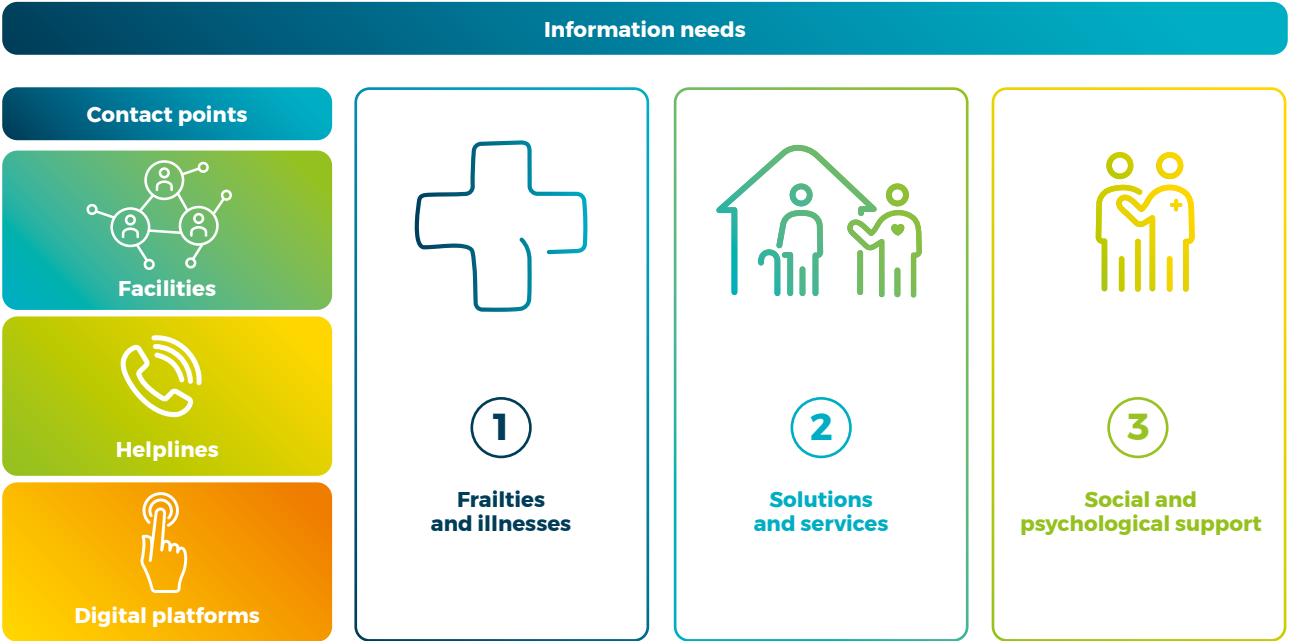 Information needs
Contact points
Facilities
Helplines
Digital platforms
1
Frailties
and illnesses
2
Solutions
and services
3
Social and
psychological support